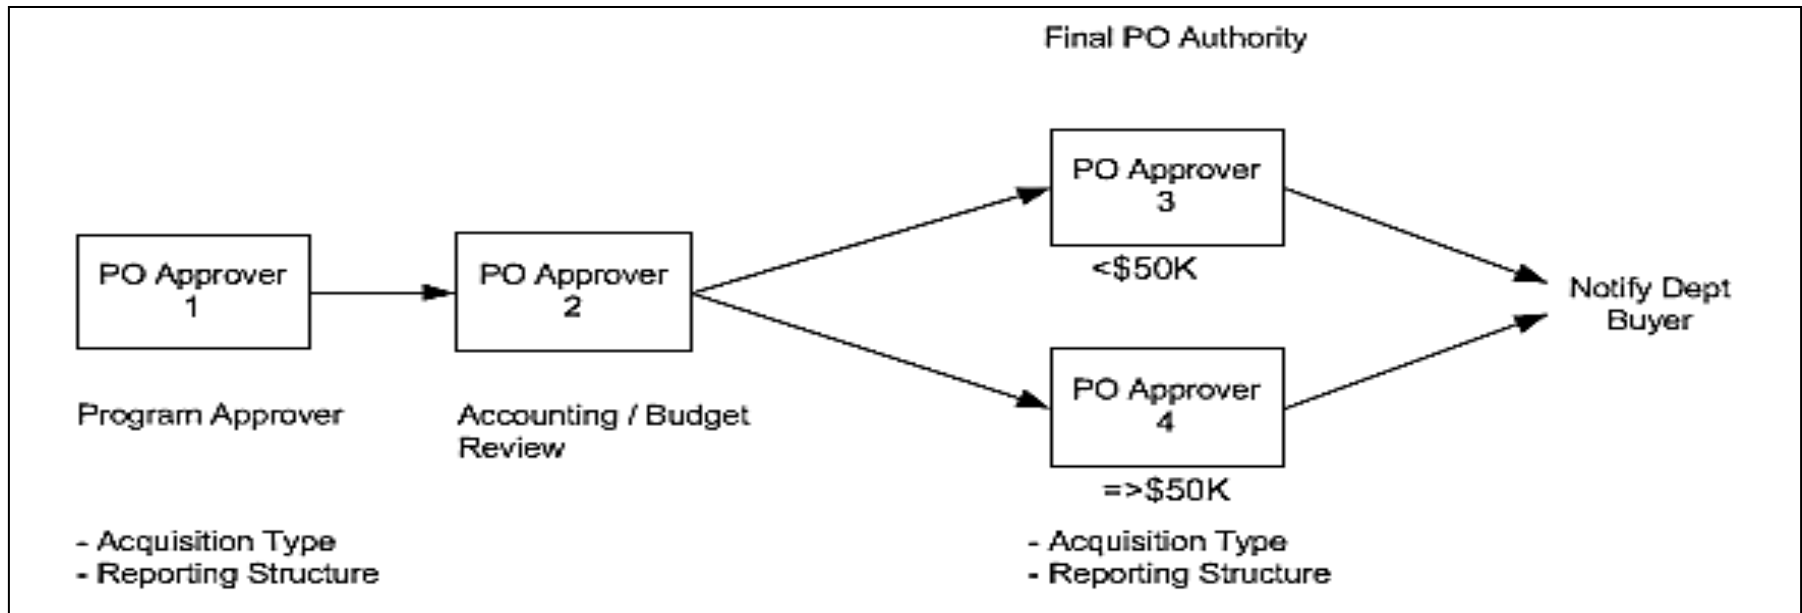 Final PO Authority
PO Approver
3
<$50K
PO Approver
1
PO Approver
2
Notify Dept
Buyer
PO Approver
4
=>$50K
Program Approver
Accounting / Budget
Review
- Acquisition Type
- Reporting Structure
- Acquisition Type
- Reporting Structure